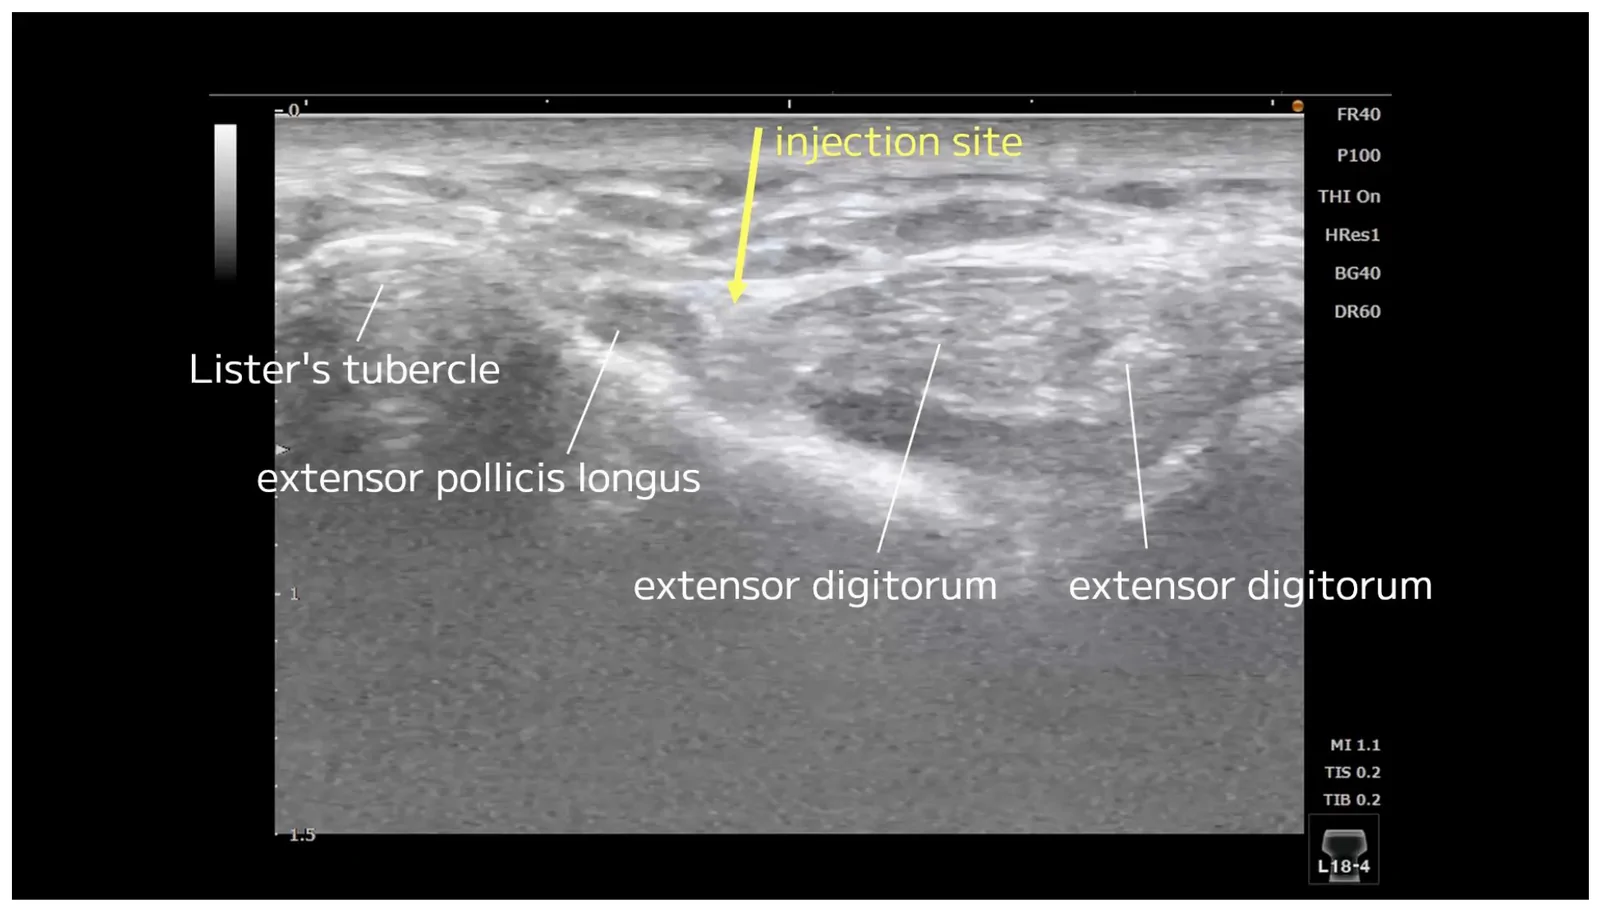 0
FR40
injection site
P100
THI On
HRes1
BG40
DR60
Lister's tubercle
extensor pollicis longus
extensor digitorum
extensor digitorum
1
MI 1.1
TIS 0.2
TIB 0.2
1.5
L18-4